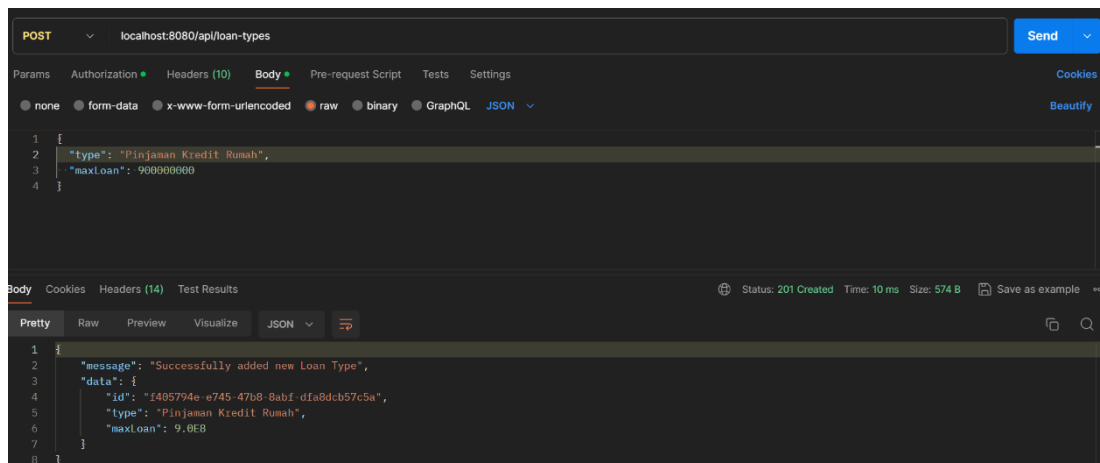 POST localhost:8080/api/loan-types Send
Params Authorization Headers (10) Body Pre-request Script Tests Settings Cookies
none form-data x-www-form-urlencoded raw binary GraphQL JSON Beautify
1 {
2 "type": "Pinjaman Kredit Rumah",
3 "maxLoan": 900000000
4 }
Body Cookies Headers (14) Test Results Status: 201 Created Time: 10 ms Size: 574 B Save as example
Pretty Raw Preview Visualize JSON
1 {
2 "message": "Successfully added new Loan Type",
3 "data": {
4 "id": "f405794e-e745-47b8-8abf-dfa8dcb57c5a",
5 "type": "Pinjaman Kredit Rumah",
6 "maxLoan": 9.0E8
7 }
8 }